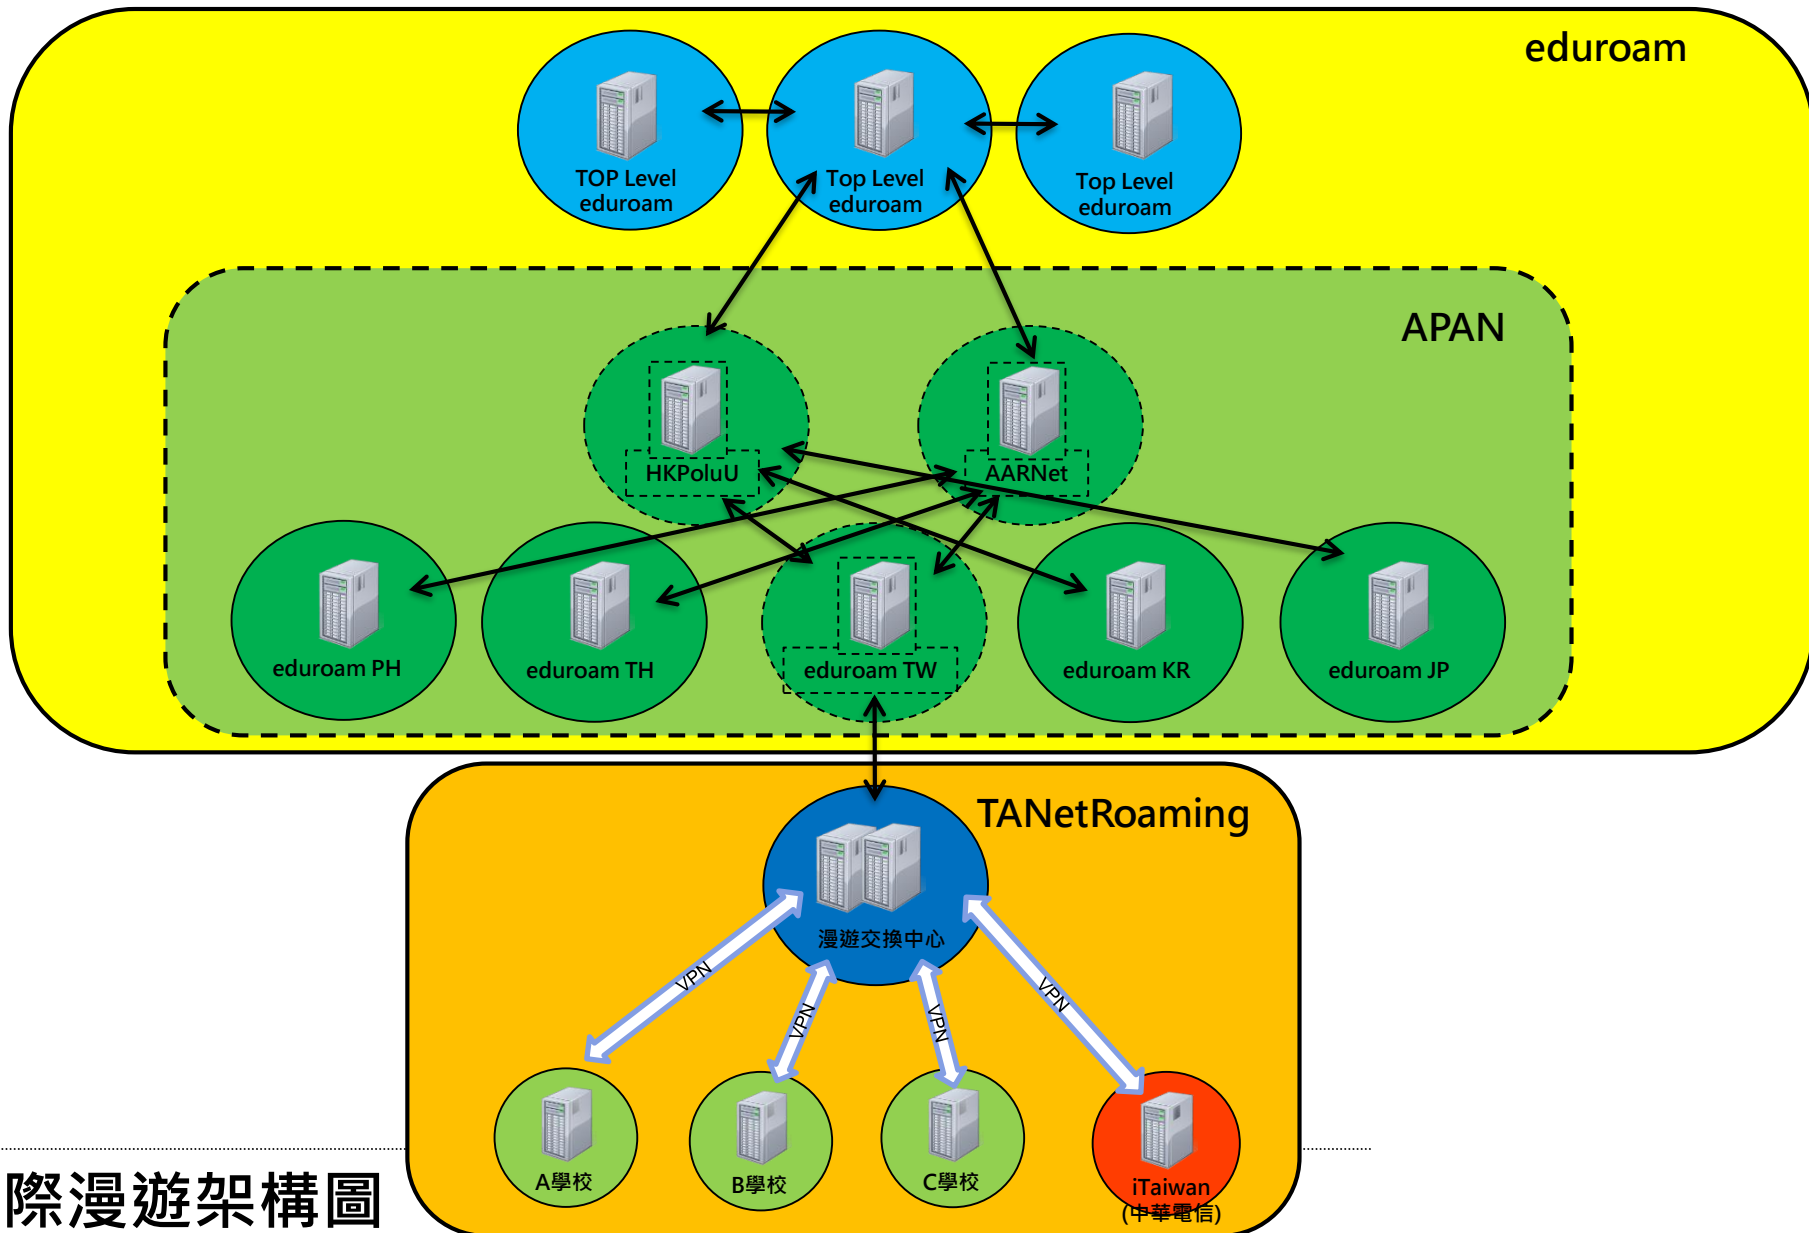 eduroam
TOP Level
eduroam
Top Level
eduroam
Top Level
eduroam
APAN
HKPoluU
AARNet
eduroam PH
eduroam TH
eduroam TW
eduroam KR
eduroam JP
TANetRoaming
漫遊交換中心
VPN
VPN
VPN
VPN
A學校
B學校
C學校
iTaiwan
(中華電信)
際漫遊架構圖